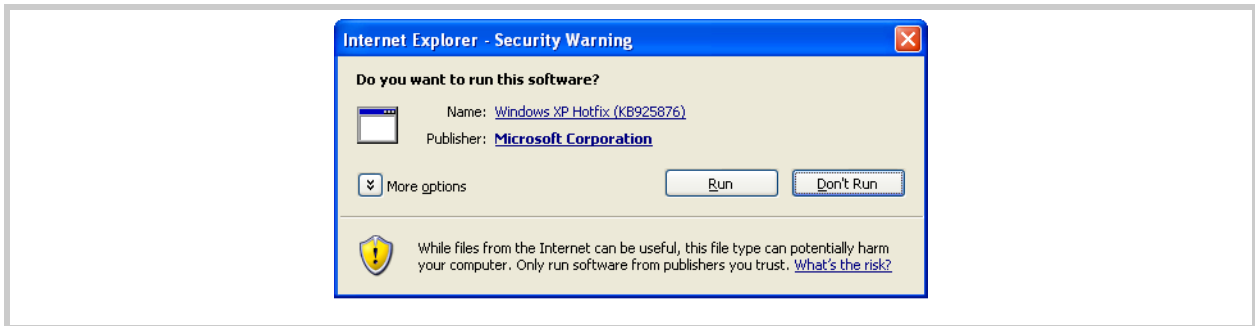 Internet Explorer - Security Warning
Do you want to run this software?
Name: Windows XP Hotfix (KB925876)
Publisher: Microsoft Corporation
More options
Run
Don't Run
While files from the Internet can be useful, this file type can potentially harm
your computer. Only run software from publishers you trust. What's the risk?